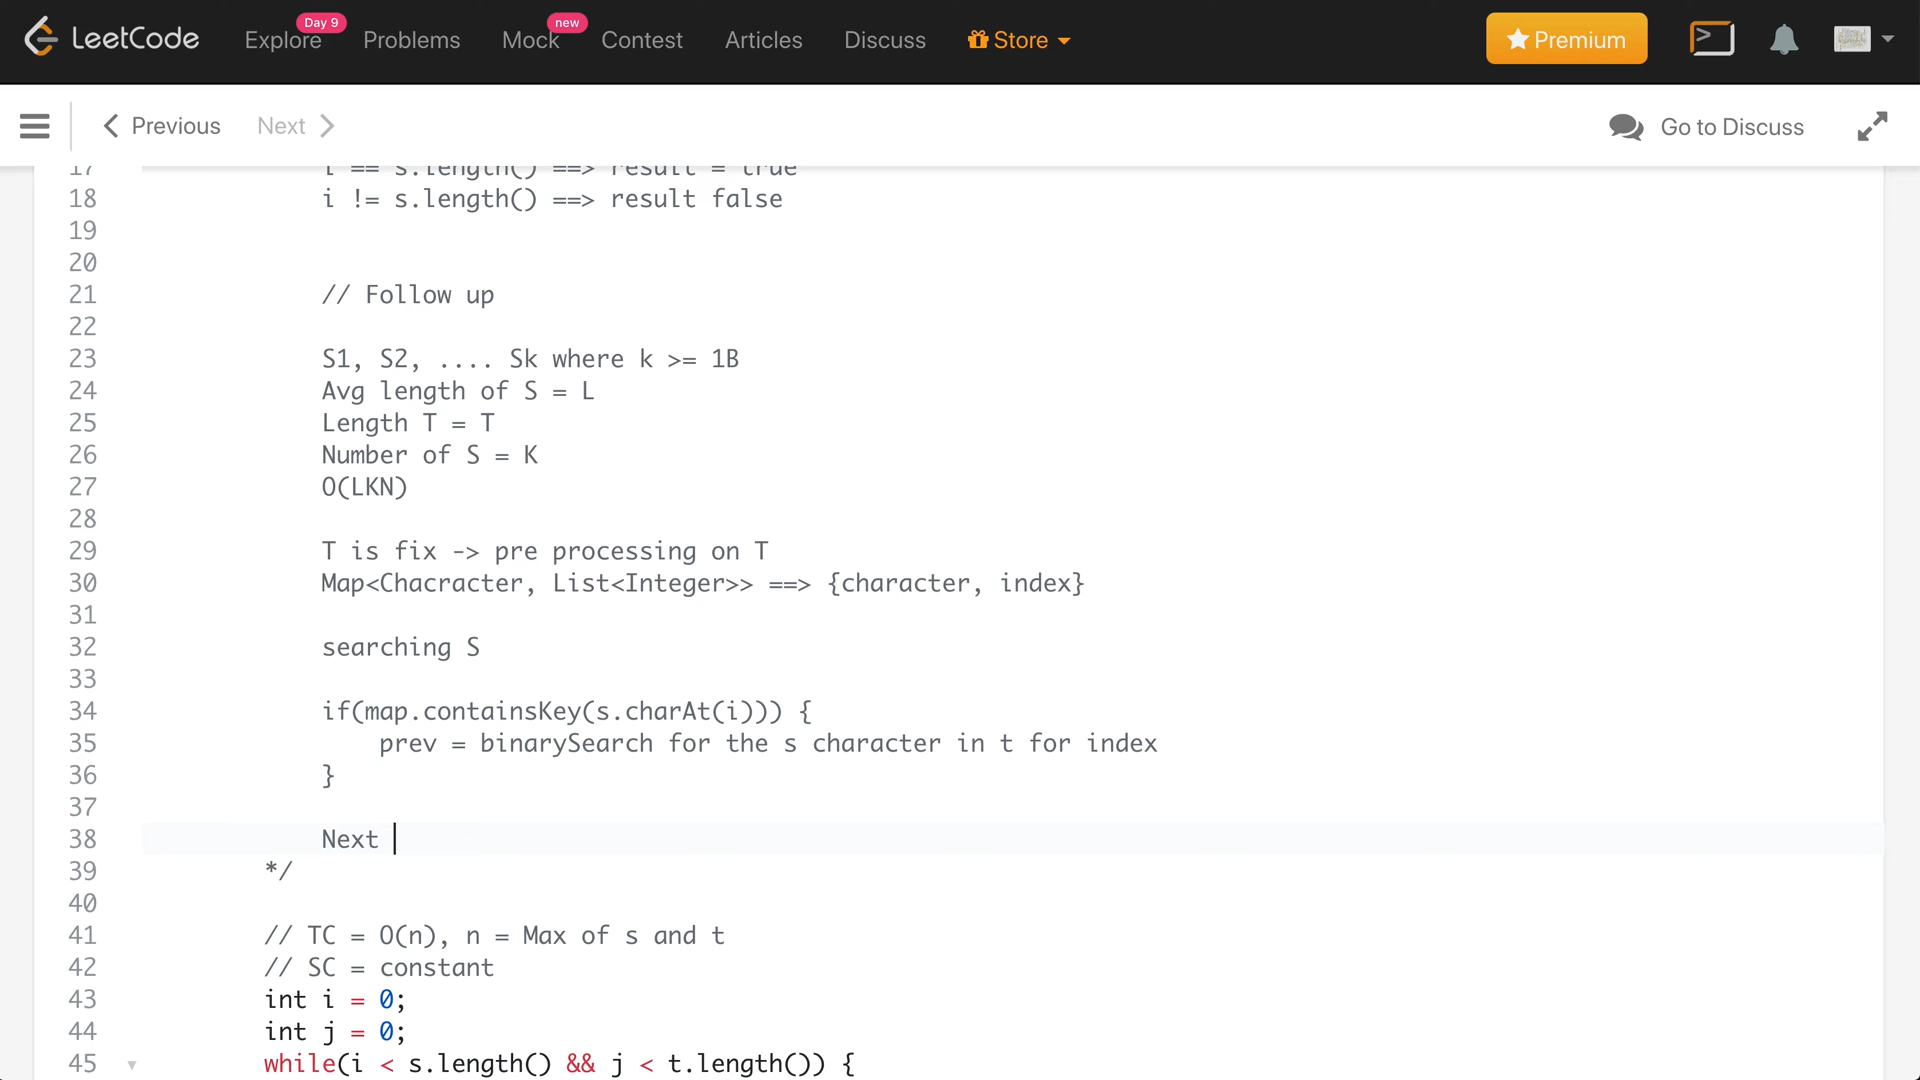 LeetCode
Explore
Day 9
Problems
Mock
new
Contest
Articles
Discuss
Store
Premium
Previous
Next
Go to Discuss
17 i == s.length() ==> result = true
18 i != s.length() ==> result false
19
20
21 // Follow up
22
23 S1, S2, .... Sk where k >= 1B
24 Avg length of S = L
25 Length T = T
26 Number of S = K
27 O(LKN)
28
29 T is fix -> pre processing on T
30 Map<Chacracter, List<Integer>> ==> {character, index}
31
32 searching S
33
34 if(map.containsKey(s.charAt(i))) {
35 prev = binarySearch for the s character in t for index
36 }
37
38 Next
39 */
40
41 // TC = O(n), n = Max of s and t
42 // SC = constant
43 int i = 0;
44 int j = 0;
45 while(i < s.length() && j < t.length()) {